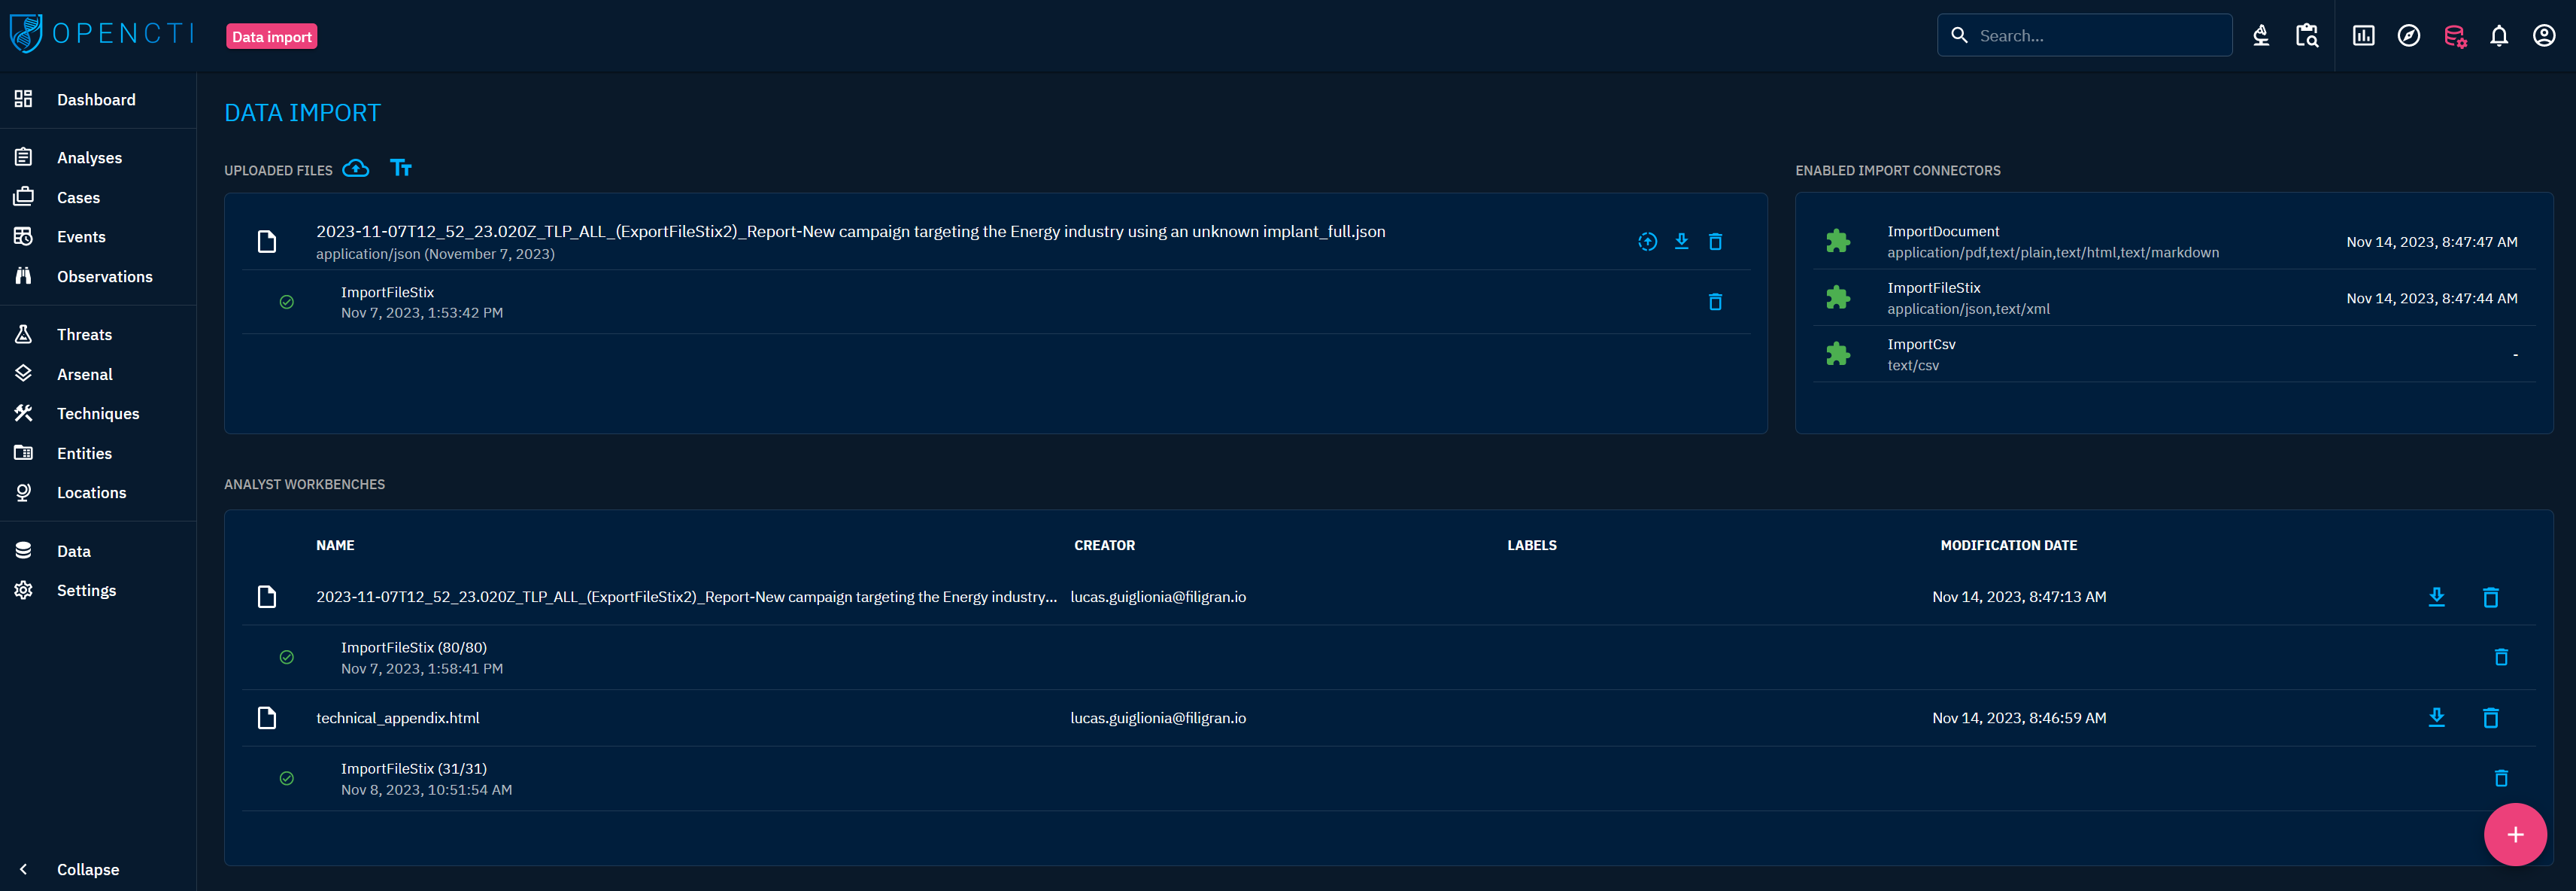 OPENCTI
Data import
Search...
Dashboard
Analyses
Cases
Events
Observations
Threats
Arsenal
Techniques
Entities
Locations
Data
Settings
Collapse
DATA IMPORT
UPLOADED FILES
2023-11-07T12_52_23.020Z_TLP_ALL_(ExportFileStix2)_Report-New campaign targeting the Energy industry using an unknown implant_full.json
application/json (November 7, 2023)
ImportFileStix
Nov 7, 2023, 1:53:42 PM
ENABLED IMPORT CONNECTORS
ImportDocument
application/pdf,text/plain,text/html,text/markdown
Nov 14, 2023, 8:47:47 AM
ImportFileStix
application/json,text/xml
Nov 14, 2023, 8:47:44 AM
ImportCsv
text/csv
-
ANALYST WORKBENCHES
NAME CREATOR LABELS MODIFICATION DATE
2023-11-07T12_52_23.020Z_TLP_ALL_(ExportFileStix2)_Report-New campaign targeting the Energy industry... lucas.guiglionia@filigran.io Nov 14, 2023, 8:47:13 AM
ImportFileStix (80/80)
Nov 7, 2023, 1:58:41 PM
technical_appendix.html lucas.guiglionia@filigran.io Nov 14, 2023, 8:46:59 AM
ImportFileStix (31/31)
Nov 8, 2023, 10:51:54 AM